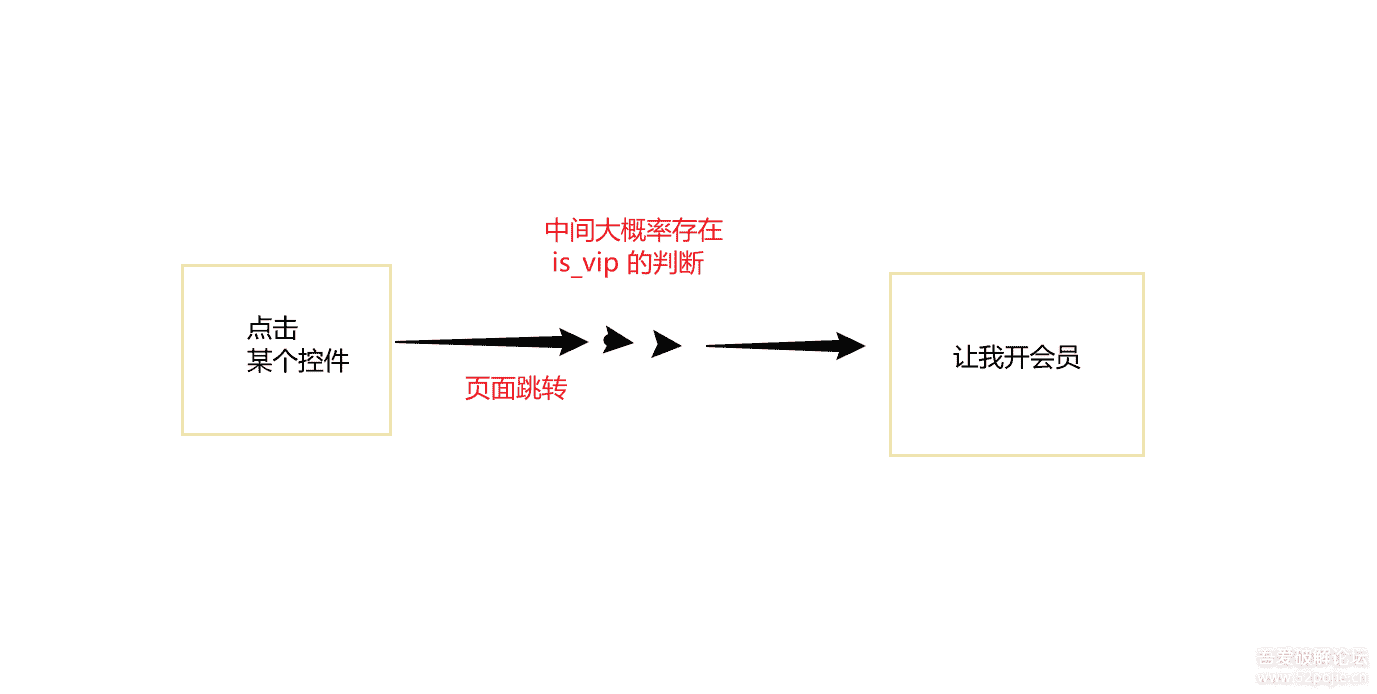 中间大概率存在
is_vip 的判断
点击
某个控件
页面跳转
让我开会员
吾爱破解论坛
www.52pojie.cn